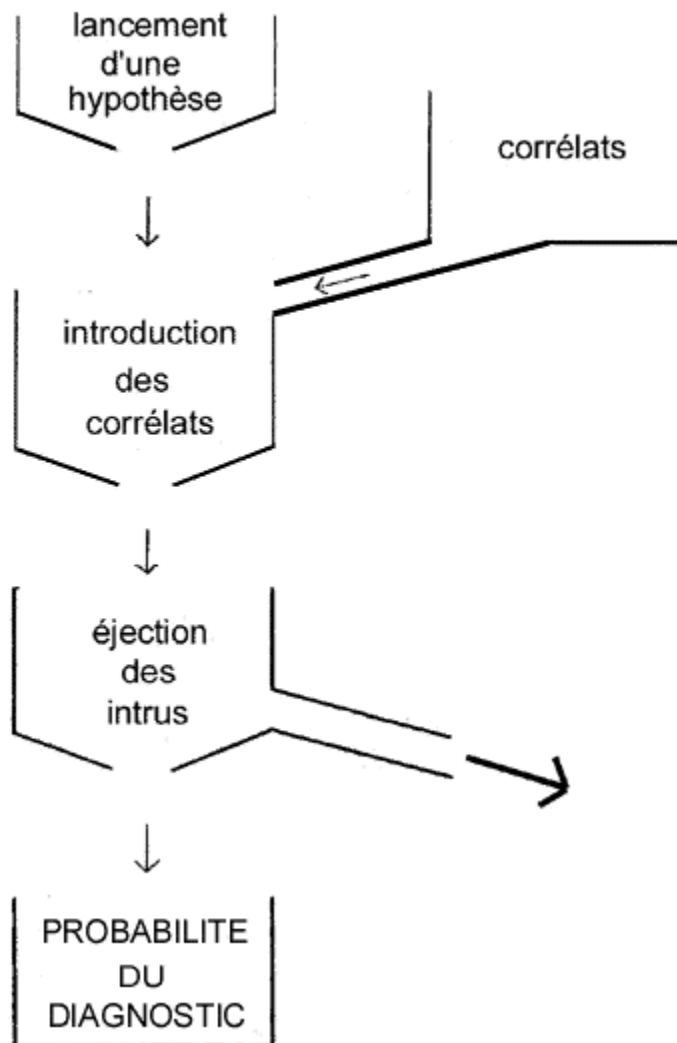 lancement
d'une
hypothèse
corrélats
introduction
des
corrélats
éjection
des
intrus
PROBABILITE
DU
DIAGNOSTIC